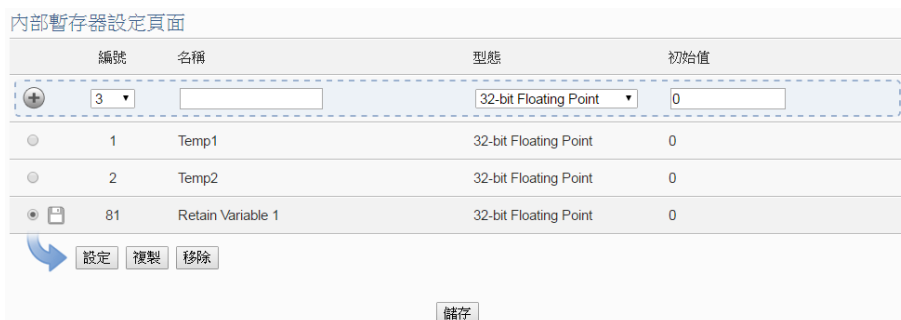 內部暫存器設定頁面
編號 名稱 型態 初始值
3 32-bit Floating Point 0
1 Temp1 32-bit Floating Point 0
2 Temp2 32-bit Floating Point 0
81 Retain Variable 1 32-bit Floating Point 0
設定 複製 移除
儲存